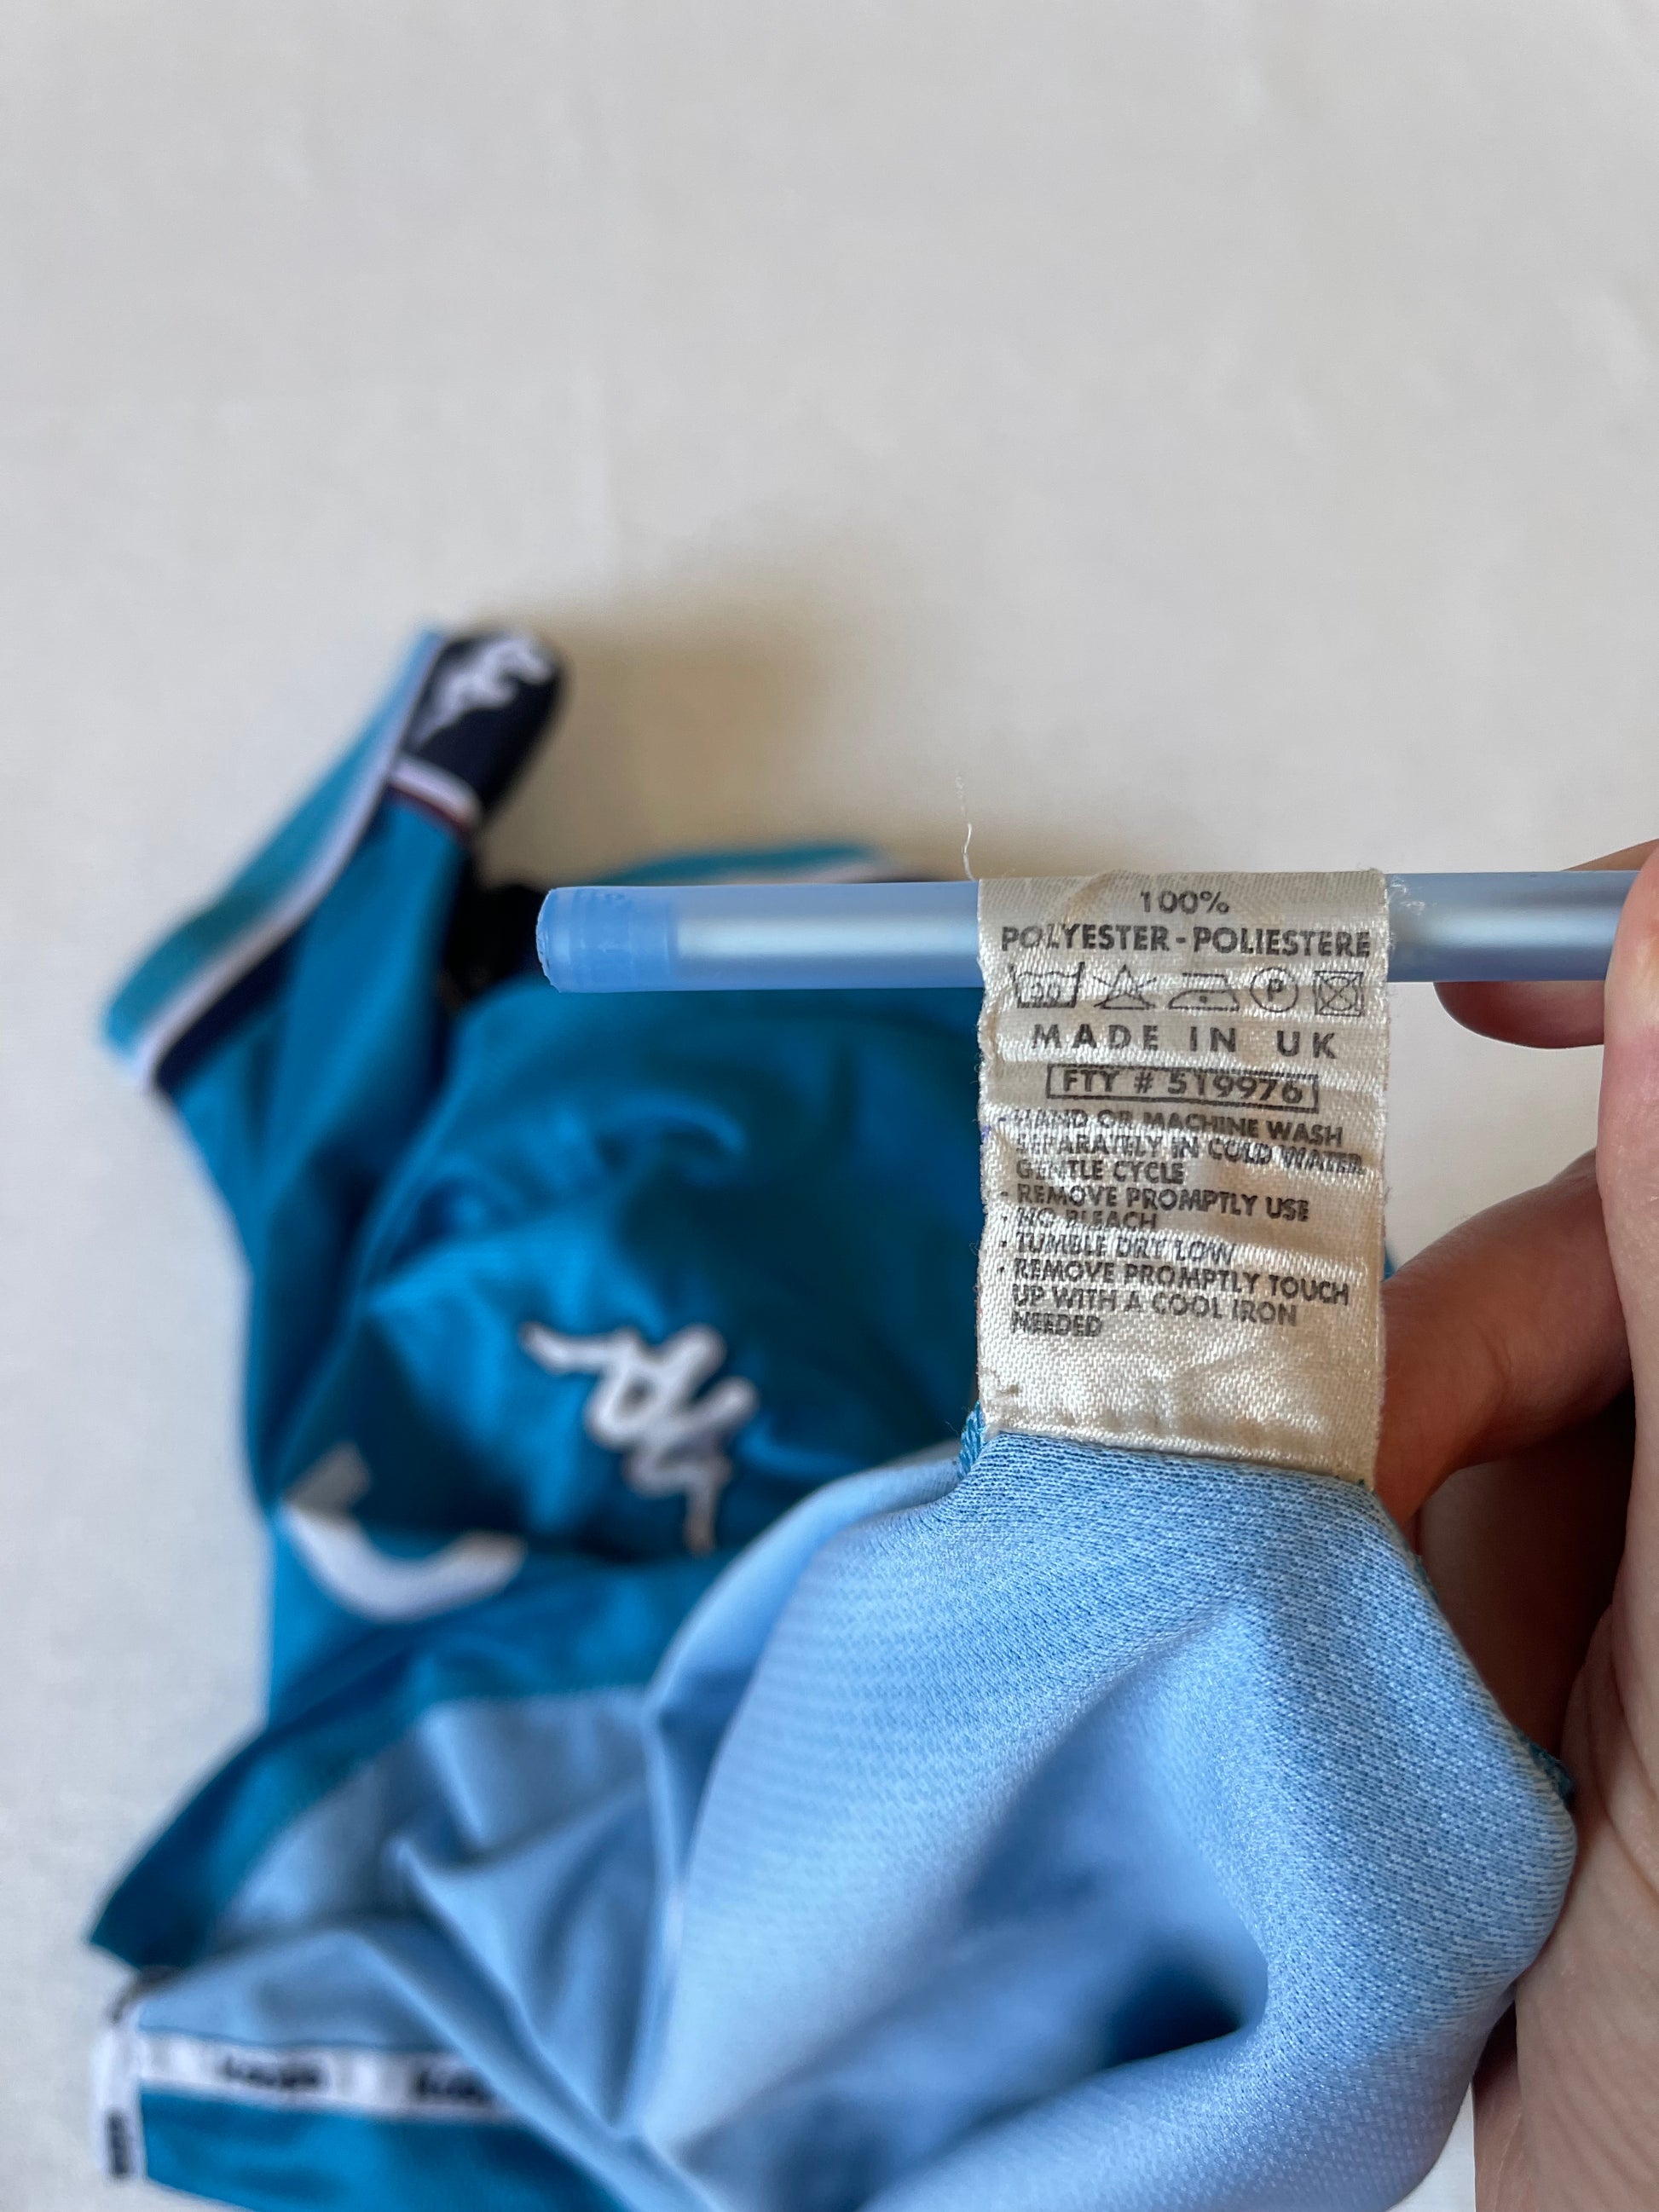 100%
POLYESTER - POLIESTERE
30 P
MADE IN UK
FTY # 519976
- HAND OR MACHINE WASH
SEPARATELY IN COLD WATER
GENTLE CYCLE
- REMOVE PROMPTLY USE
- NO BLEACH
- TUMBLE DRY LOW
- REMOVE PROMPTLY TOUCH
UP WITH A COOL IRON
NEEDED